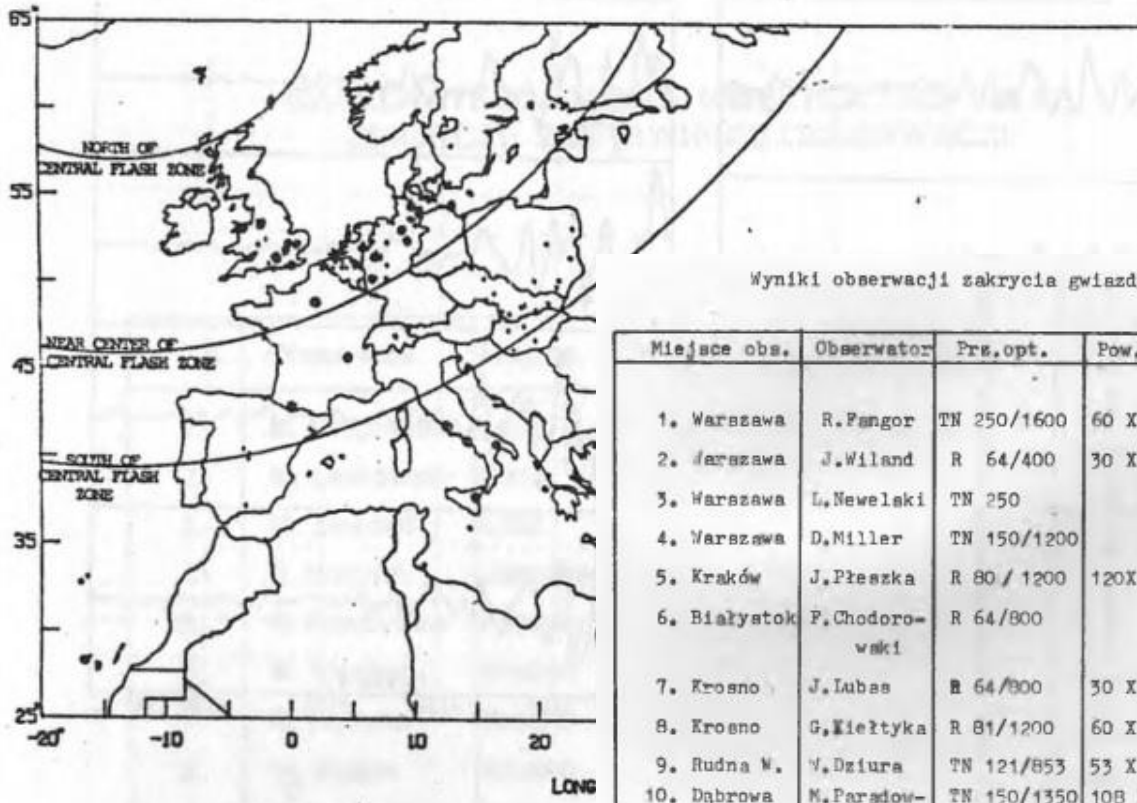 65
NORTH OF
CENTRAL FLASH ZONE
55
NEAR CENTER OF
CENTRAL FLASH ZONE
45
SOUTH OF
CENTRAL FLASH
ZONE
35
25
-20° -10 0 10 20
LONG
Wyniki obserwacji zakrycia gwiazd
Miejsce obs. Obserwator Prz.opt. Pow.
1. Warszawa R.Fangor TN 250/1600 60 X
2. Warszawa J.Wiland R 64/400 30 X
3. Warszawa L.Newelski TN 250
4. Warszawa D.Miller TN 150/1200
5. Kraków J.Płeszka R 80/ 1200 120X
6. Białystok F.Chodoro-
wski
R 64/800
7. Krosno J.Lubas R 64/800 30 X
8. Krosno G.Kiełtyka R 81/1200 60 X
9. Rudna W. W.Dziura TN 121/853 53 X
10. Dąbrowa M.Paradow- TN 150/1350 108